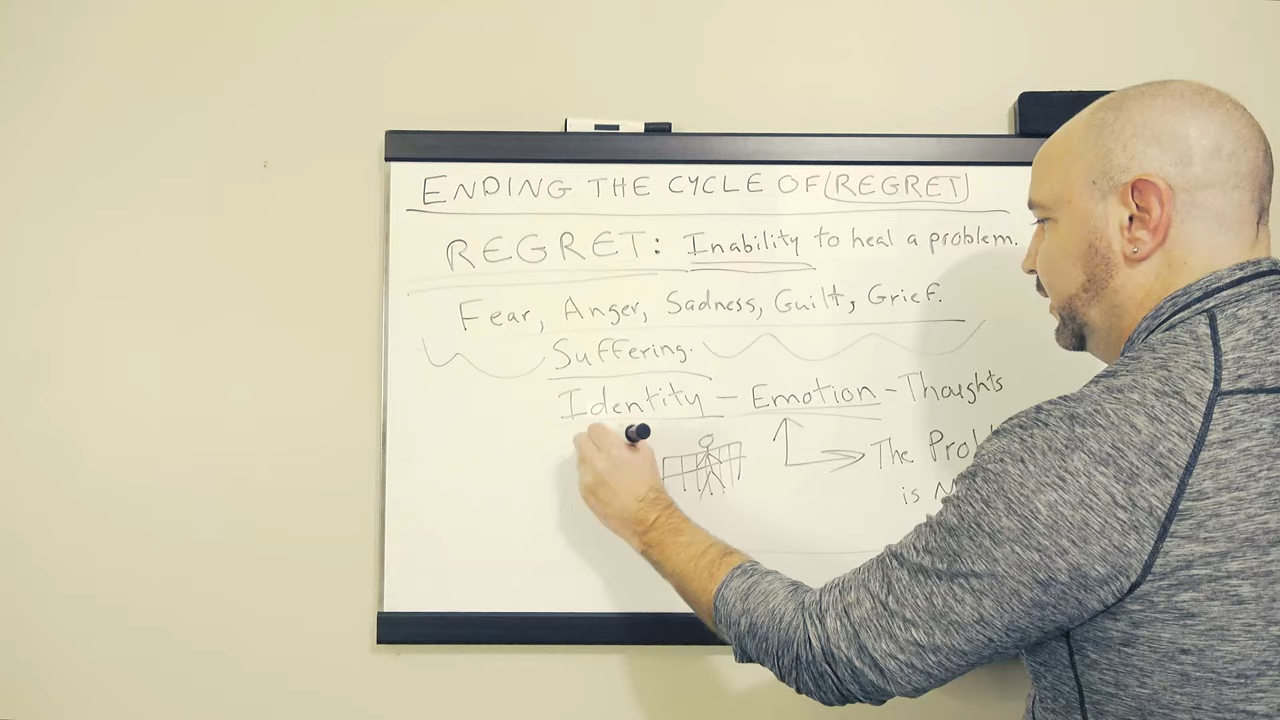 ENDING THE CYCLE OF REGRET
REGRET: Inability to heal a problem.
Fear, Anger, Sadness, Guilt, Grief.
Suffering.
Identity - Emotion - Thoughts
The
is